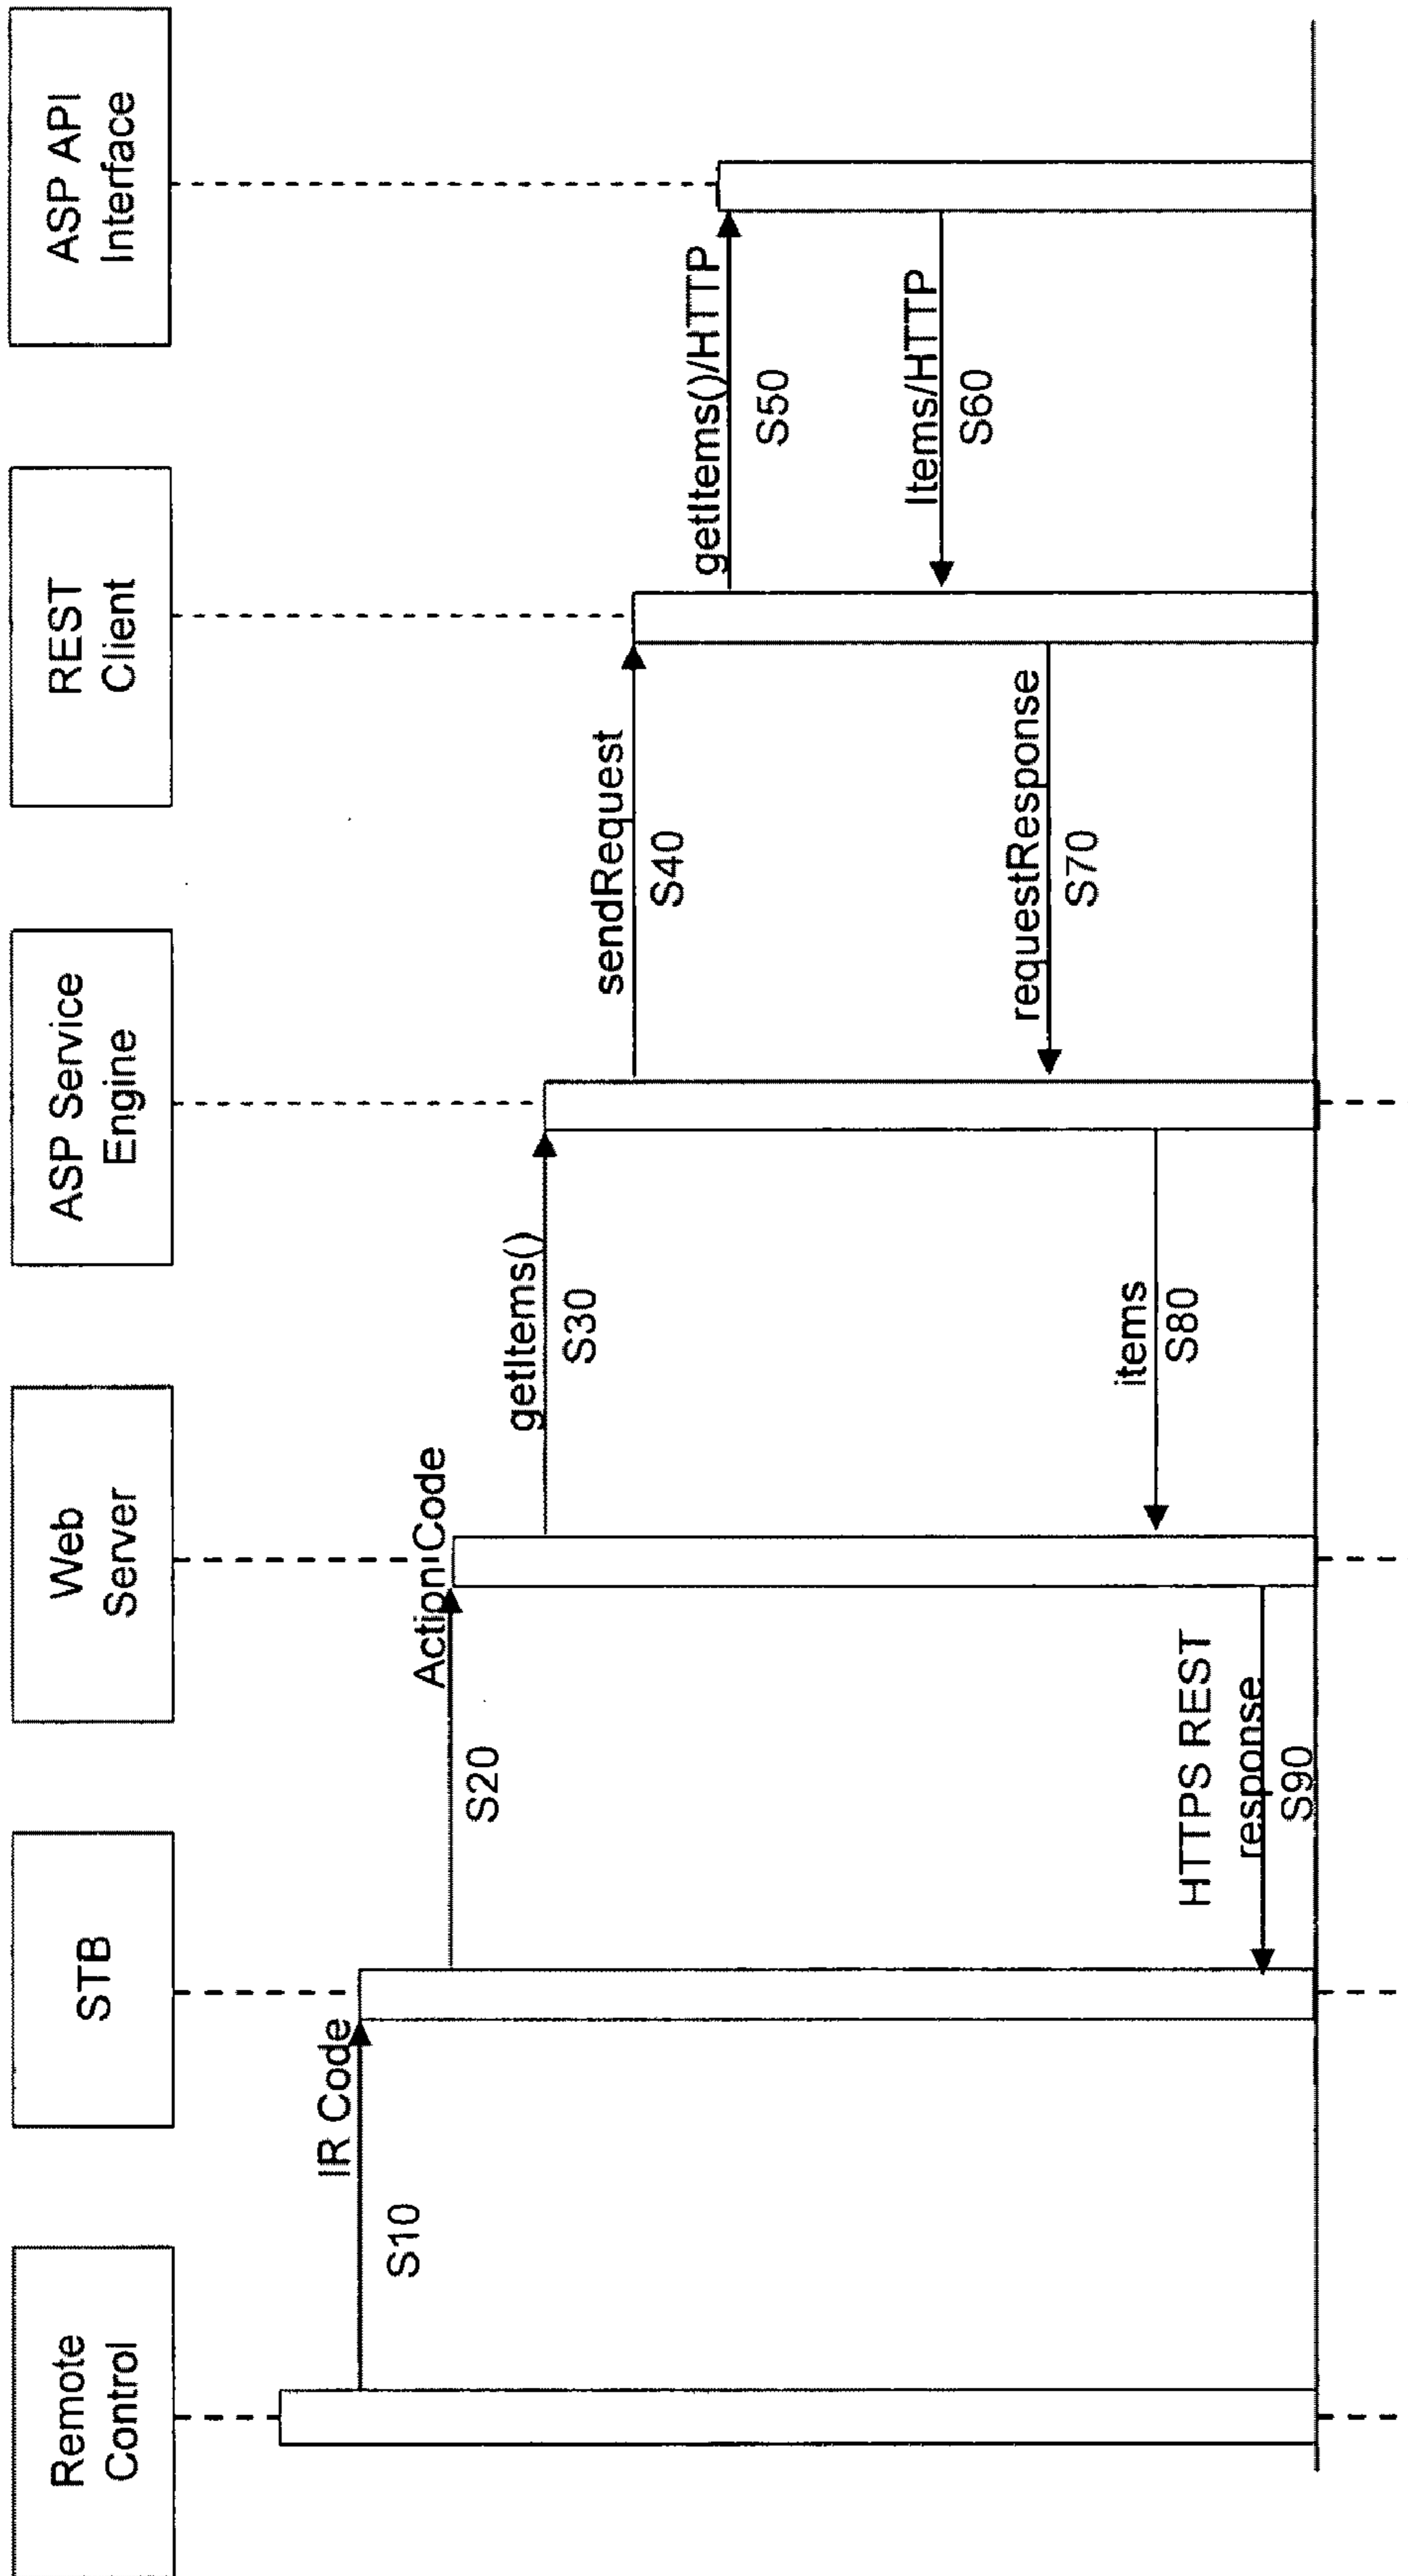 Remote
Control
STB
Web
Server
ASP Service
Engine
REST
Client
ASP API
Interface
IR Code
S10
Action Code
S20
getItems()
S30
sendRequest
S40
getItems()/HTTP
S50
Items/HTTP
S60
requestResponse
S70
items
S80
HTTPS REST
response
S90